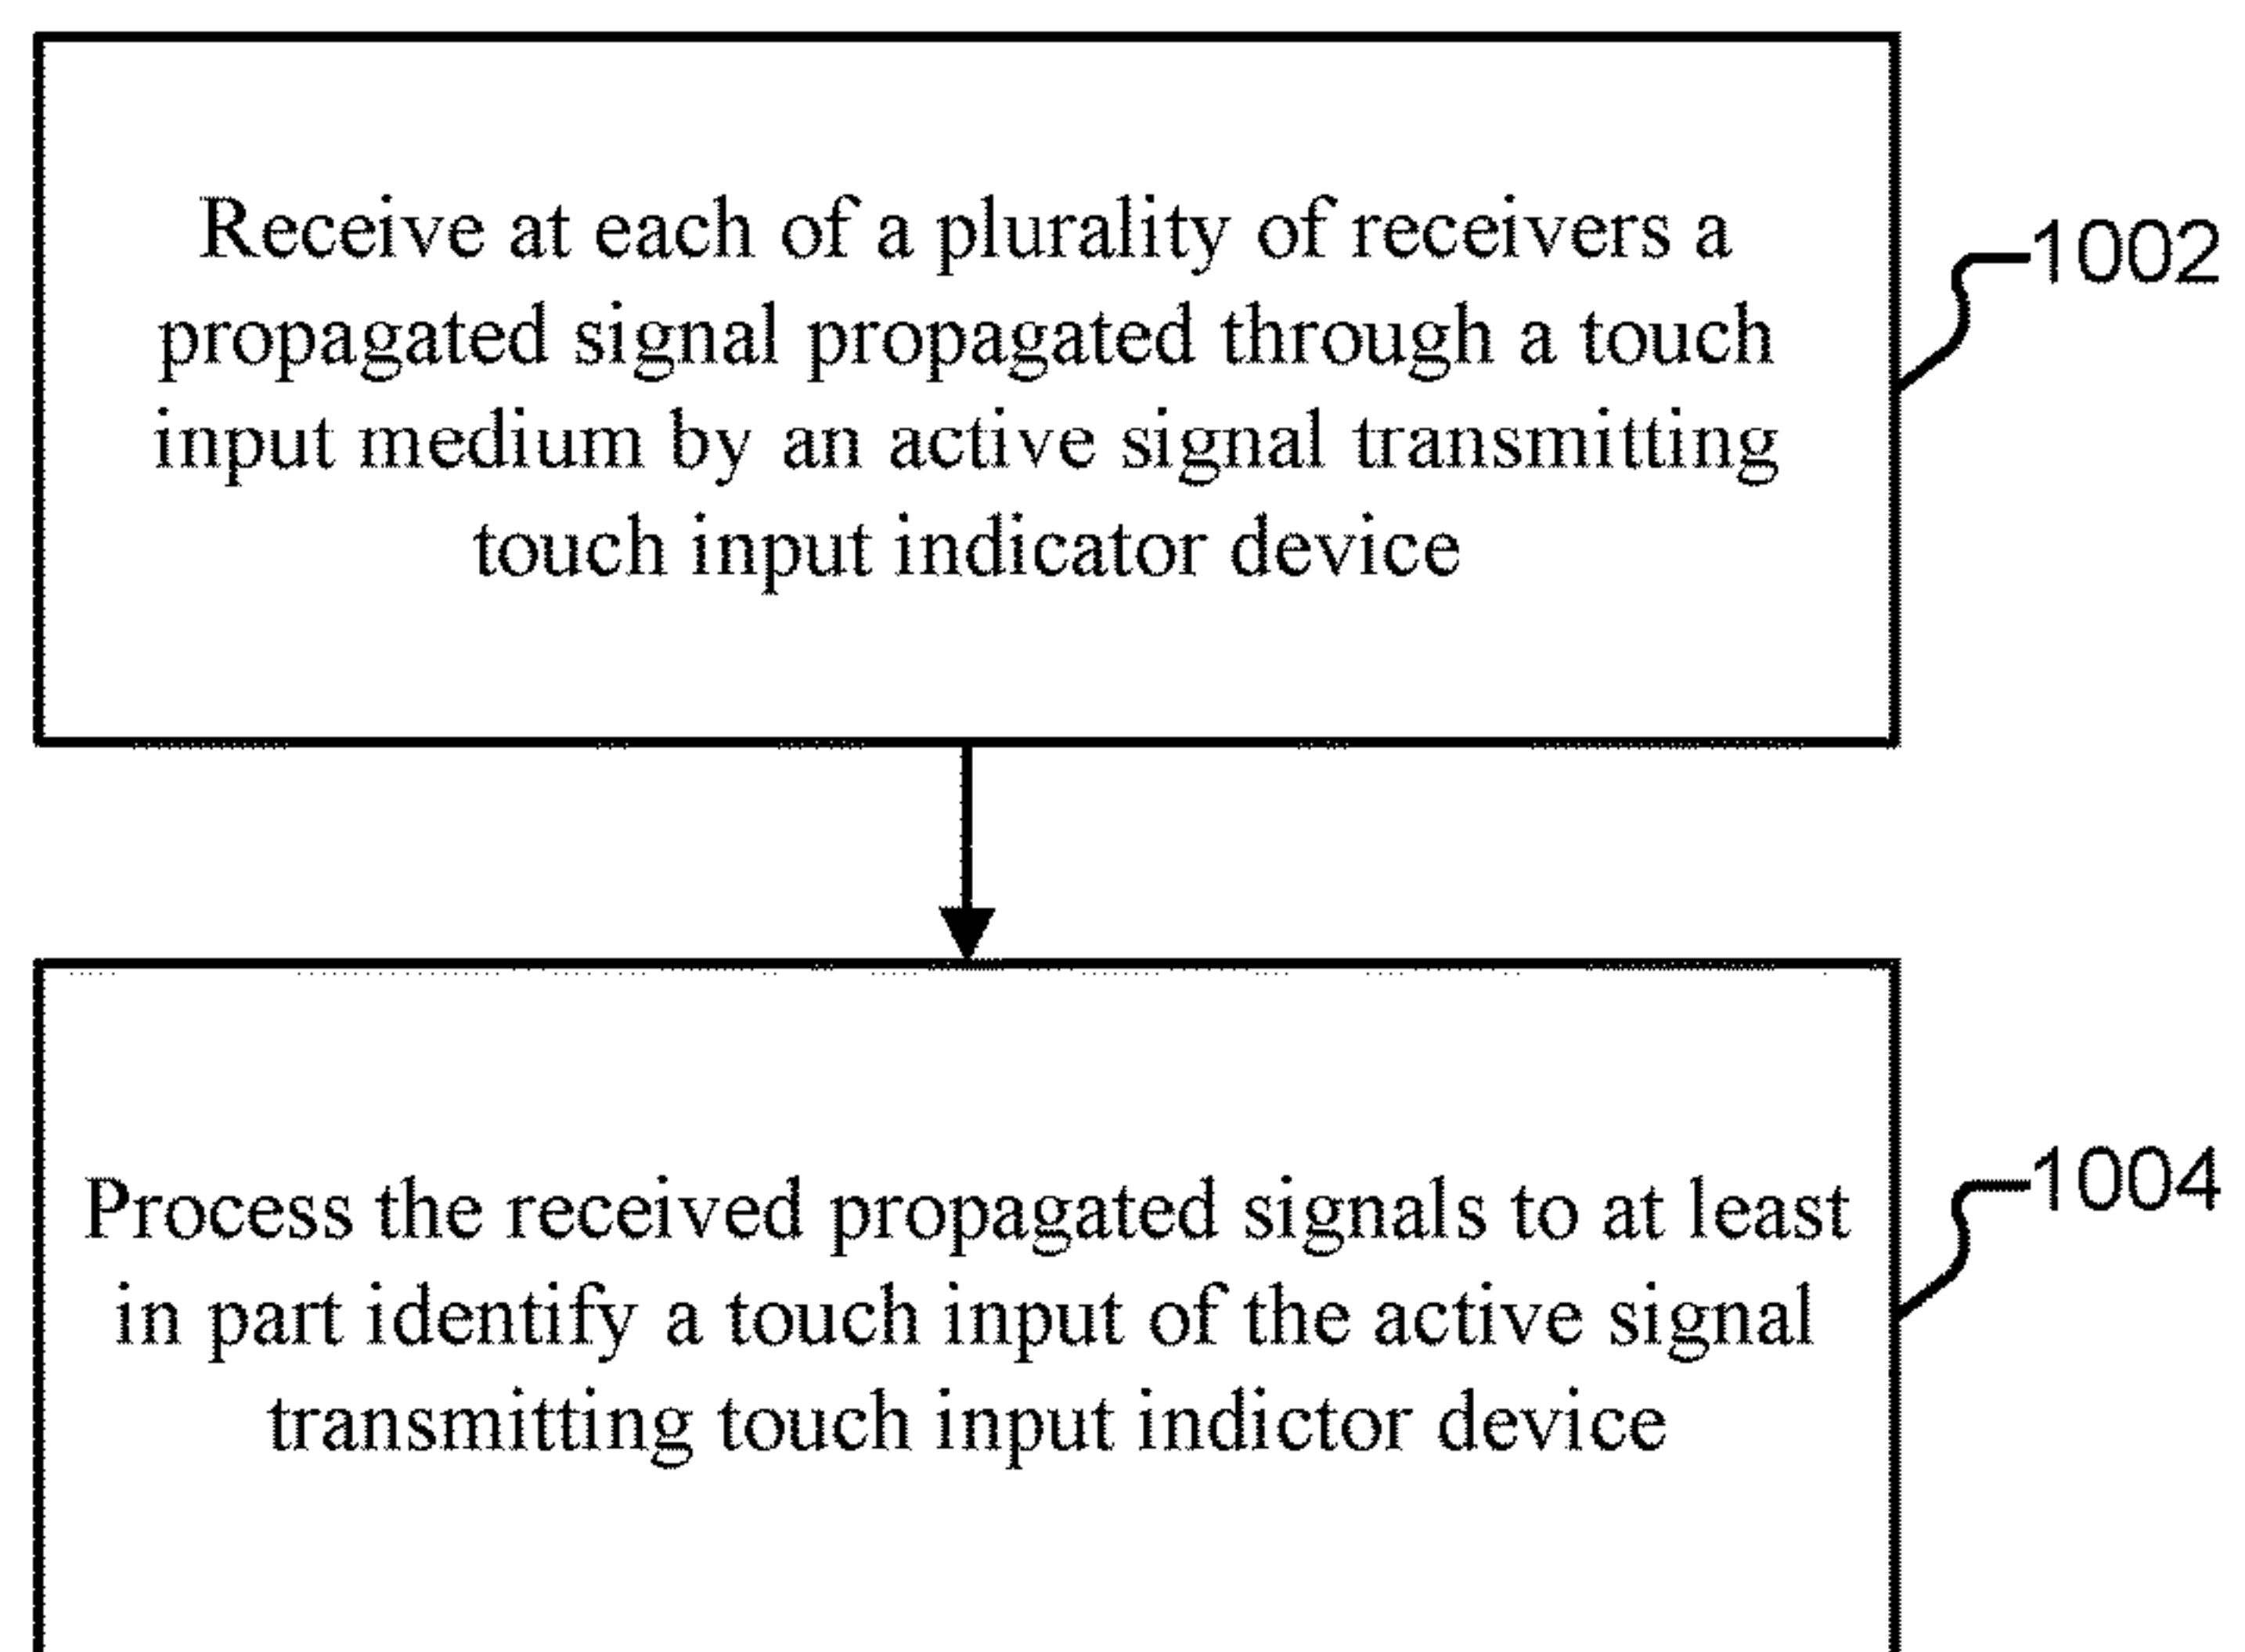 Receive at each of a plurality of receivers a
propagated signal propagated through a touch
input medium by an active signal transmitting
touch input indicator device
1002
Process the received propagated signals to at least
in part identify a touch input of the active signal
transmitting touch input indictor device
1004